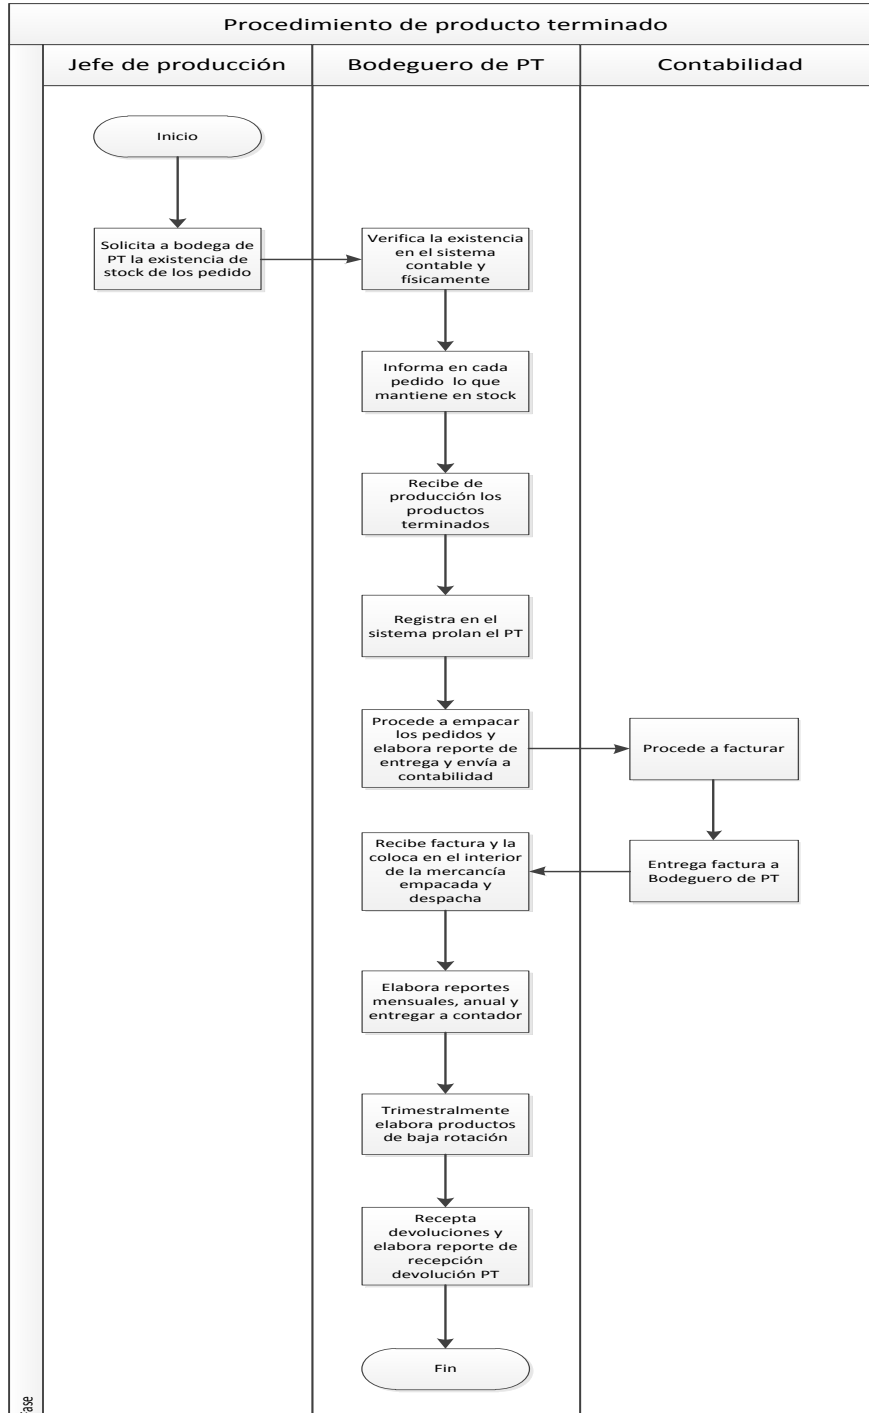 Procedimiento de producto terminado
Jefe de producción
Bodeguero de PT
Contabilidad
Inicio
Solicita a bodega de
PT la existencia de
stock de los pedido
Verifica la existencia
en el sistema
contable y
físicamente
Informa en cada
pedido lo que
mantiene en stock
Recibe de
producción los
productos
terminados
Registra en el
sistema prolan el PT
Procede a empacar
los pedidos y
elabora reporte de
entrega y envía a
contabilidad
Procede a facturar
Entrega factura a
Bodeguero de PT
Recibe factura y la
coloca en el interior
de la mercancía
empacada y
despacha
Elabora reportes
mensuales, anual y
entregar a contador
Trimestralmente
elabora productos
de baja rotación
Recepta
devoluciones y
elabora reporte de
recepción
devolución PT
Fin
Fase